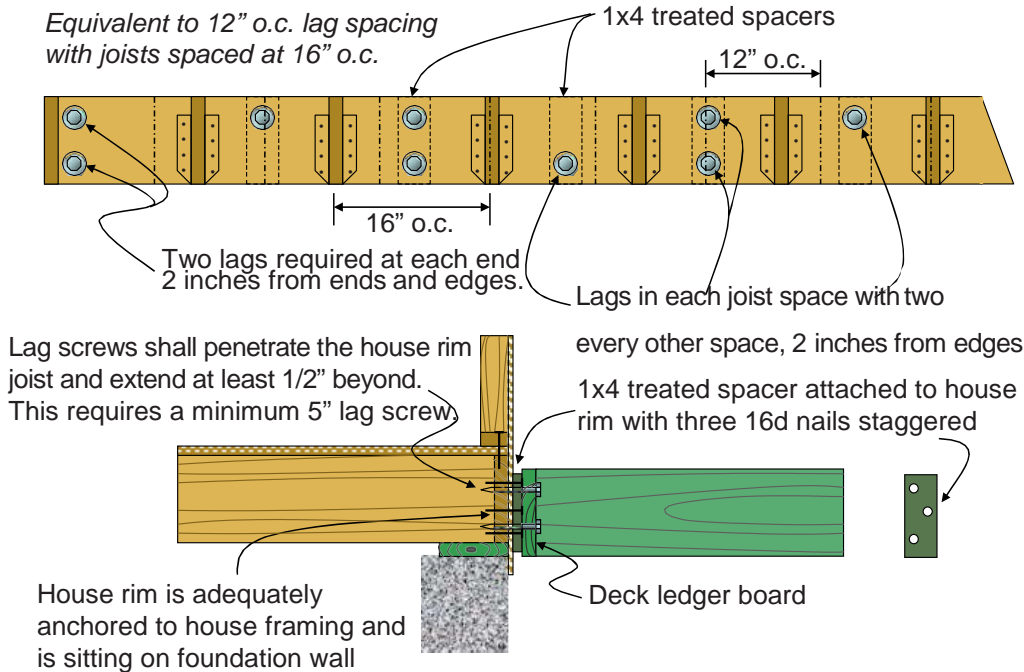 Equivalent to 12” o.c. lag spacing
with joists spaced at 16” o.c.
1x4 treated spacers
12” o.c.
16” o.c.
Two lags required at each end
2 inches from ends and edges.
Lags in each joist space with two
every other space, 2 inches from edges
Lag screws shall penetrate the house rim
joist and extend at least 1/2” beyond.
This requires a minimum 5” lag screw.
1x4 treated spacer attached to house
rim with three 16d nails staggered
House rim is adequately
anchored to house framing and
is sitting on foundation wall
Deck ledger board